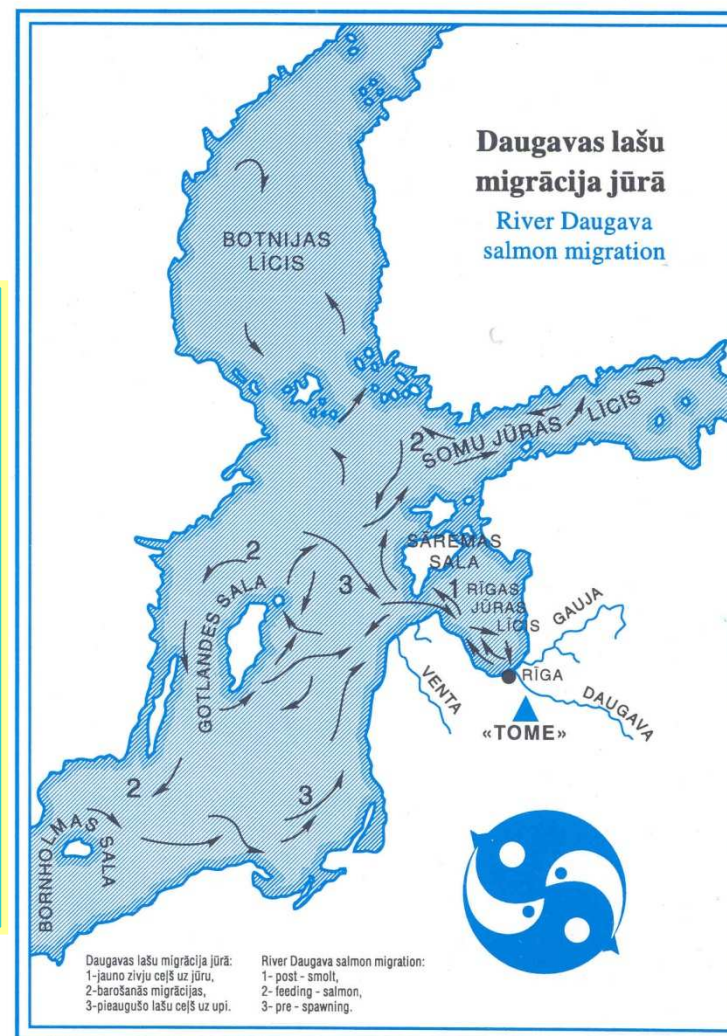 Daugavas lašu
migrācija jūrā
River Daugava
salmon migration
BOTNIJAS
LĪCIS
2
SOMU JŪRAS LĪCIS
SĀREMAS
SALA
2
3
1 RĪGAS
JŪRAS
LĪCIS
GOTLANDES SALA
GAUJA
RĪGA
VENTA
DAUGAVA
«TOME»
2
3
BORNHOLMAS
SALA
Daugavas lašu migrācija jūrā:
1-jauno zivju ceļš uz jūru,
2-barošanās migrācijas,
3-pieaugušo lašu ceļš uz upi.
River Daugava salmon migration:
1- post - smolt,
2- feeding - salmon,
3- pre - spawning.